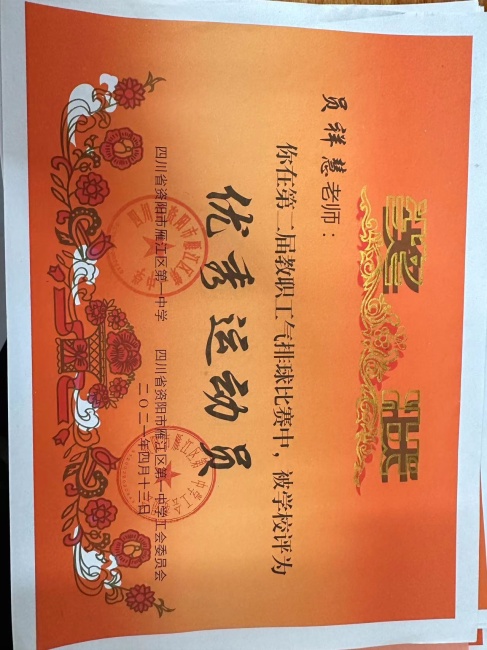 奖状
员祥慧老师：
你在第二届教职工气排球比赛中，被学校评为
优秀运动员
四川省资阳市雁江区第一中学 四川省资阳市雁江区第一中学工会委员会
二〇二一年四月十三日